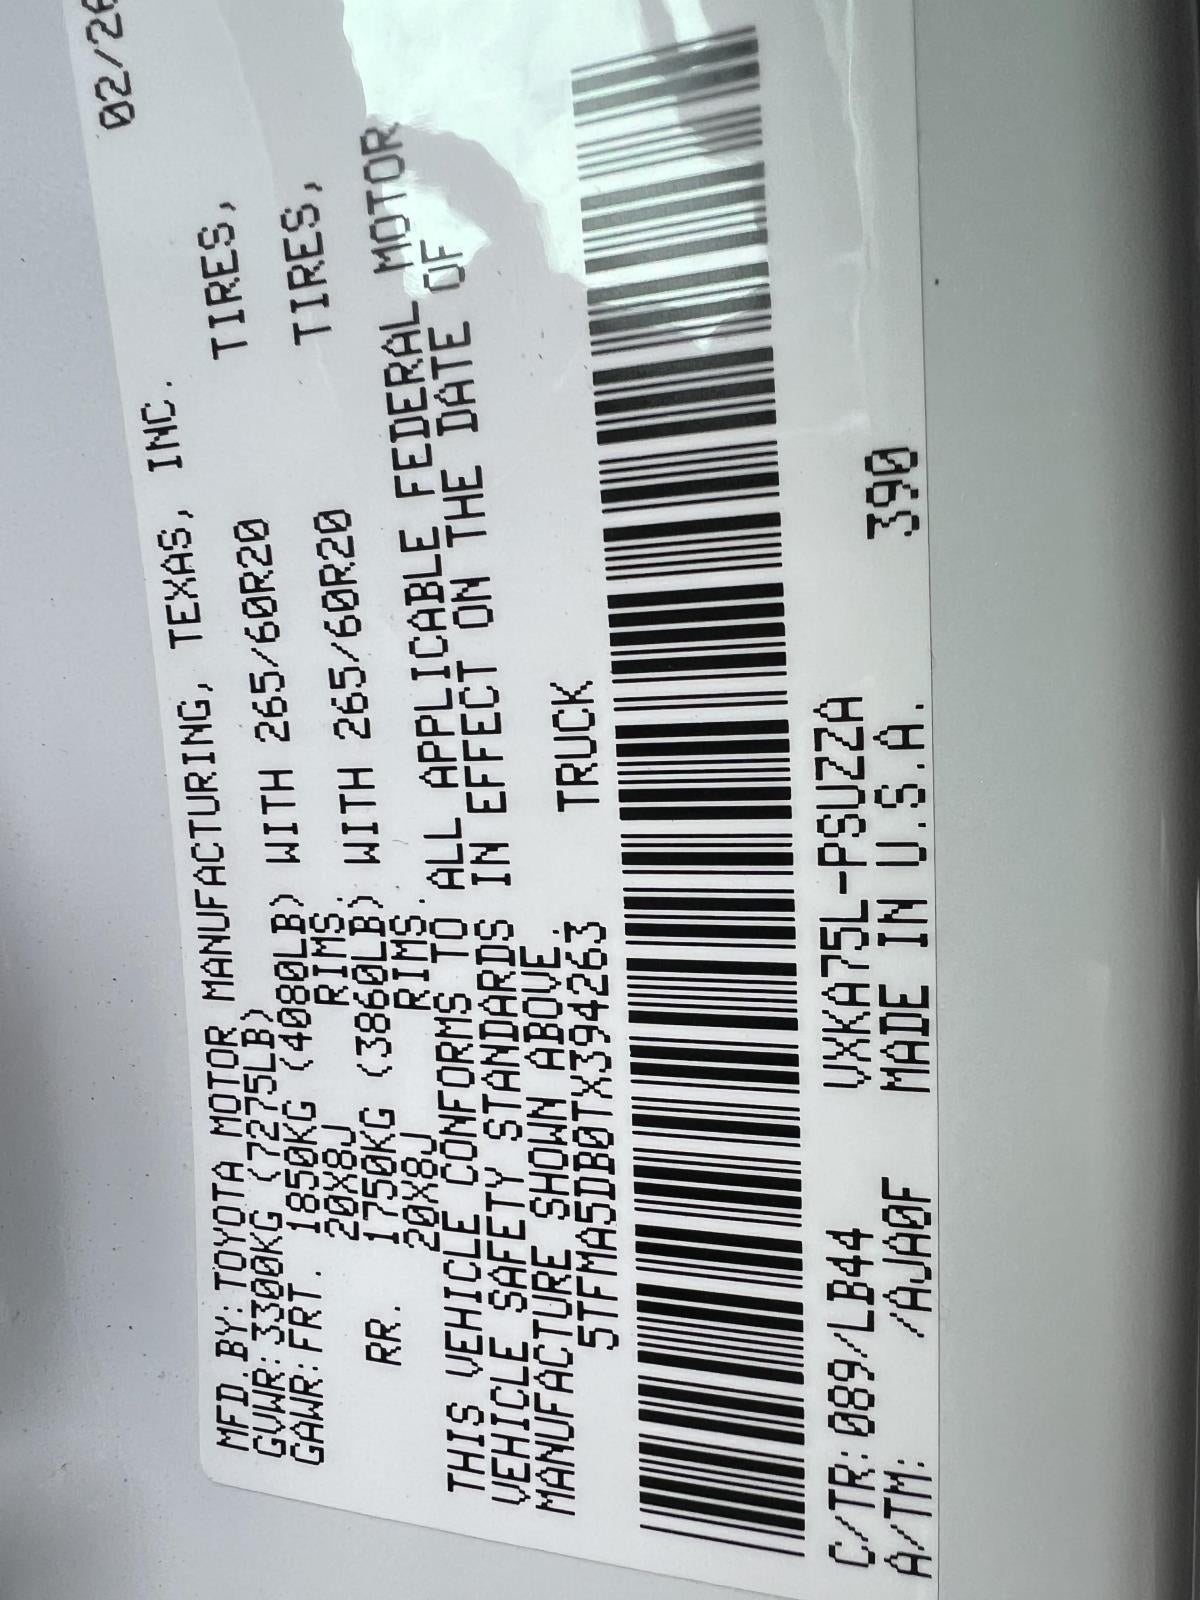 02/26
MFD.BY:TOYOTA MOTOR MANUFACTURING, TEXAS, INC.
GVWR:3300KG (7275LB)
GAWR:FRT. 1850KG (4080LB) WITH 265/60R20 TIRES,
20X8J RIMS.
RR. 1750KG (3860LB) WITH 265/60R20 TIRES,
20X8J RIMS.
THIS VEHICLE CONFORMS TO ALL APPLICABLE FEDERAL MOTOR
VEHICLE SAFETY STANDARDS IN EFFECT ON THE DATE OF
MANUFACTURE SHOWN ABOVE.
5TFMA5DB0TX394263 TRUCK
C/TR:089/LB44 VXKA75L-PSUZZA 390
A/TM: /AJA0F MADE IN U.S.A.